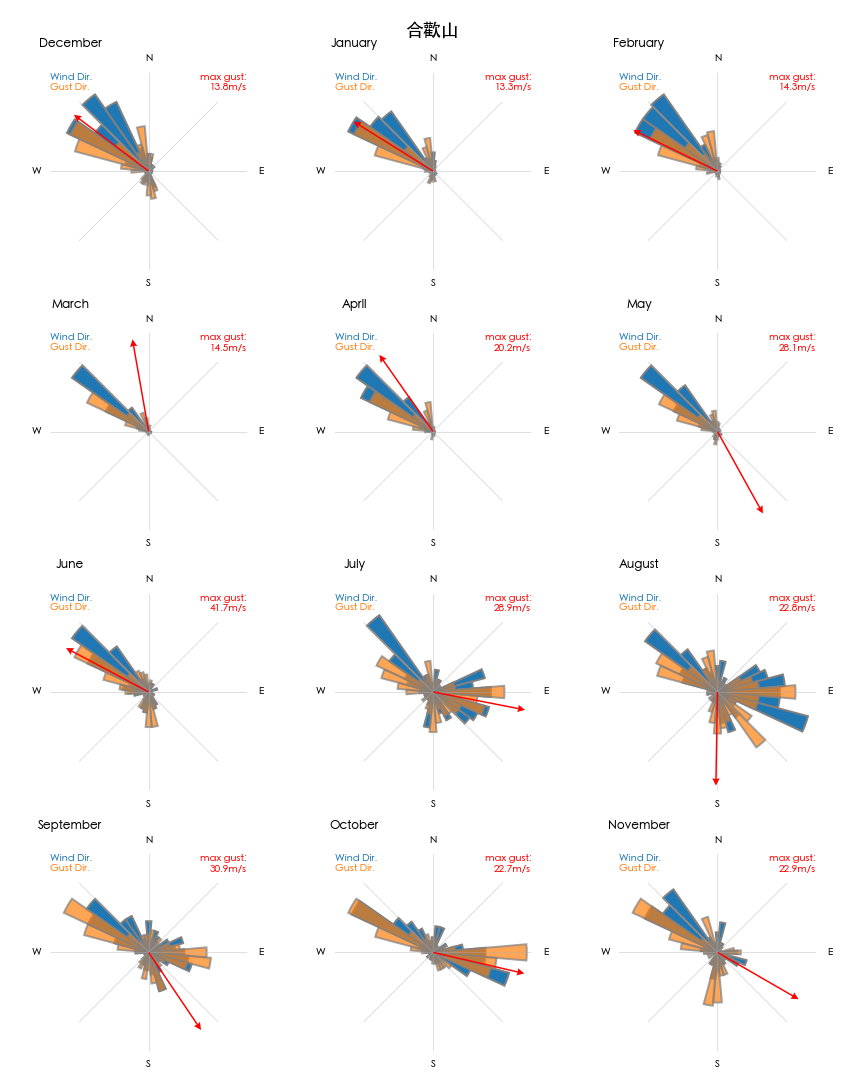 合歡山
December
January
February
N
N
N
Wind Dir.
Gust Dir.
max gust:
13.8m/s
Wind Dir.
Gust Dir.
max gust:
13.3m/s
Wind Dir.
Gust Dir.
max gust:
14.3m/s
W
E
W
E
W
E
S
S
S
March
April
May
N
N
N
Wind Dir.
Gust Dir.
max gust:
14.5m/s
Wind Dir.
Gust Dir.
max gust:
20.2m/s
Wind Dir.
Gust Dir.
max gust:
28.1m/s
W
E
W
E
W
E
S
S
S
June
July
August
N
N
N
Wind Dir.
Gust Dir.
max gust:
41.7m/s
Wind Dir.
Gust Dir.
max gust:
28.9m/s
Wind Dir.
Gust Dir.
max gust:
22.8m/s
W
E
W
E
W
E
S
S
S
September
October
November
N
N
N
Wind Dir.
Gust Dir.
max gust:
30.9m/s
Wind Dir.
Gust Dir.
max gust:
22.7m/s
Wind Dir.
Gust Dir.
max gust:
22.9m/s
W
E
W
E
W
E
S
S
S